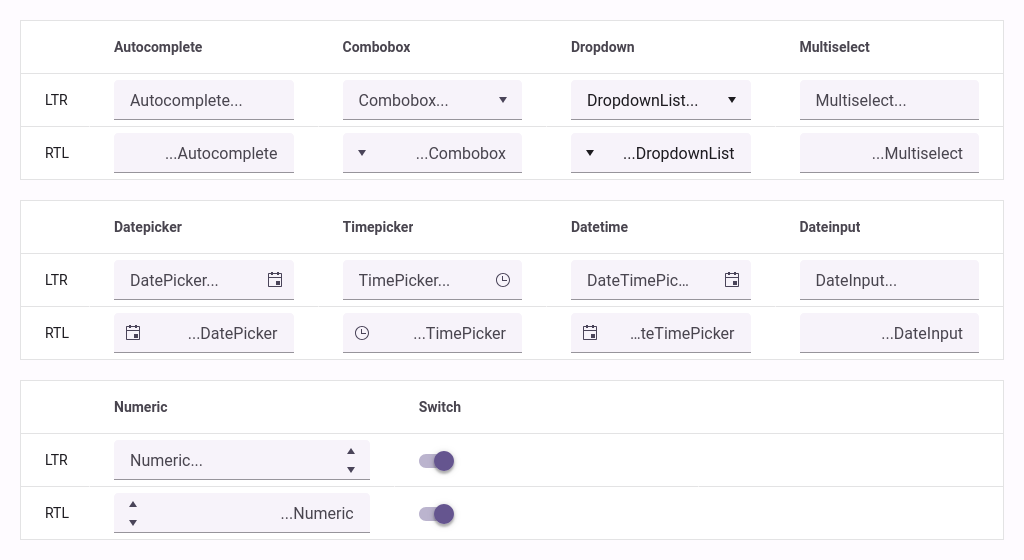 Autocomplete Combobox Dropdown Multiselect
LTR Autocomplete... Combobox... DropdownList... Multiselect...
RTL ...Autocomplete ...Combobox ...DropdownList ...Multiselect
Datepicker Timepicker Datetime Dateinput
LTR DatePicker... TimePicker... DateTimePic… DateInput...
RTL ...DatePicker ...TimePicker …teTimePicker ...DateInput
Numeric Switch
LTR Numeric...
RTL ...Numeric